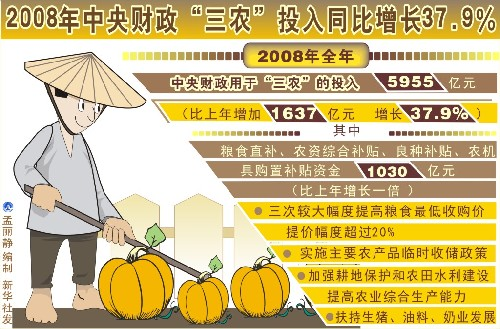 2008年中央财政“三农”投入同比增长37.9%
2008年全年
中央财政用于“三农”的投入 5955 亿元
（比上年增加 1637 亿元 增长 37.9%）
其中
粮食直补、农资综合补贴、良种补贴、农机
具购置补贴资金 1030 亿元
（比上年增长一倍）
●三次较大幅度提高粮食最低收购价
提价幅度超过20%
●实施主要农产品临时收储政策
●加强耕地保护和农田水利建设
提高农业综合生产能力
●扶持生猪、油料、奶业发展
孟丽静 编制 新华社发